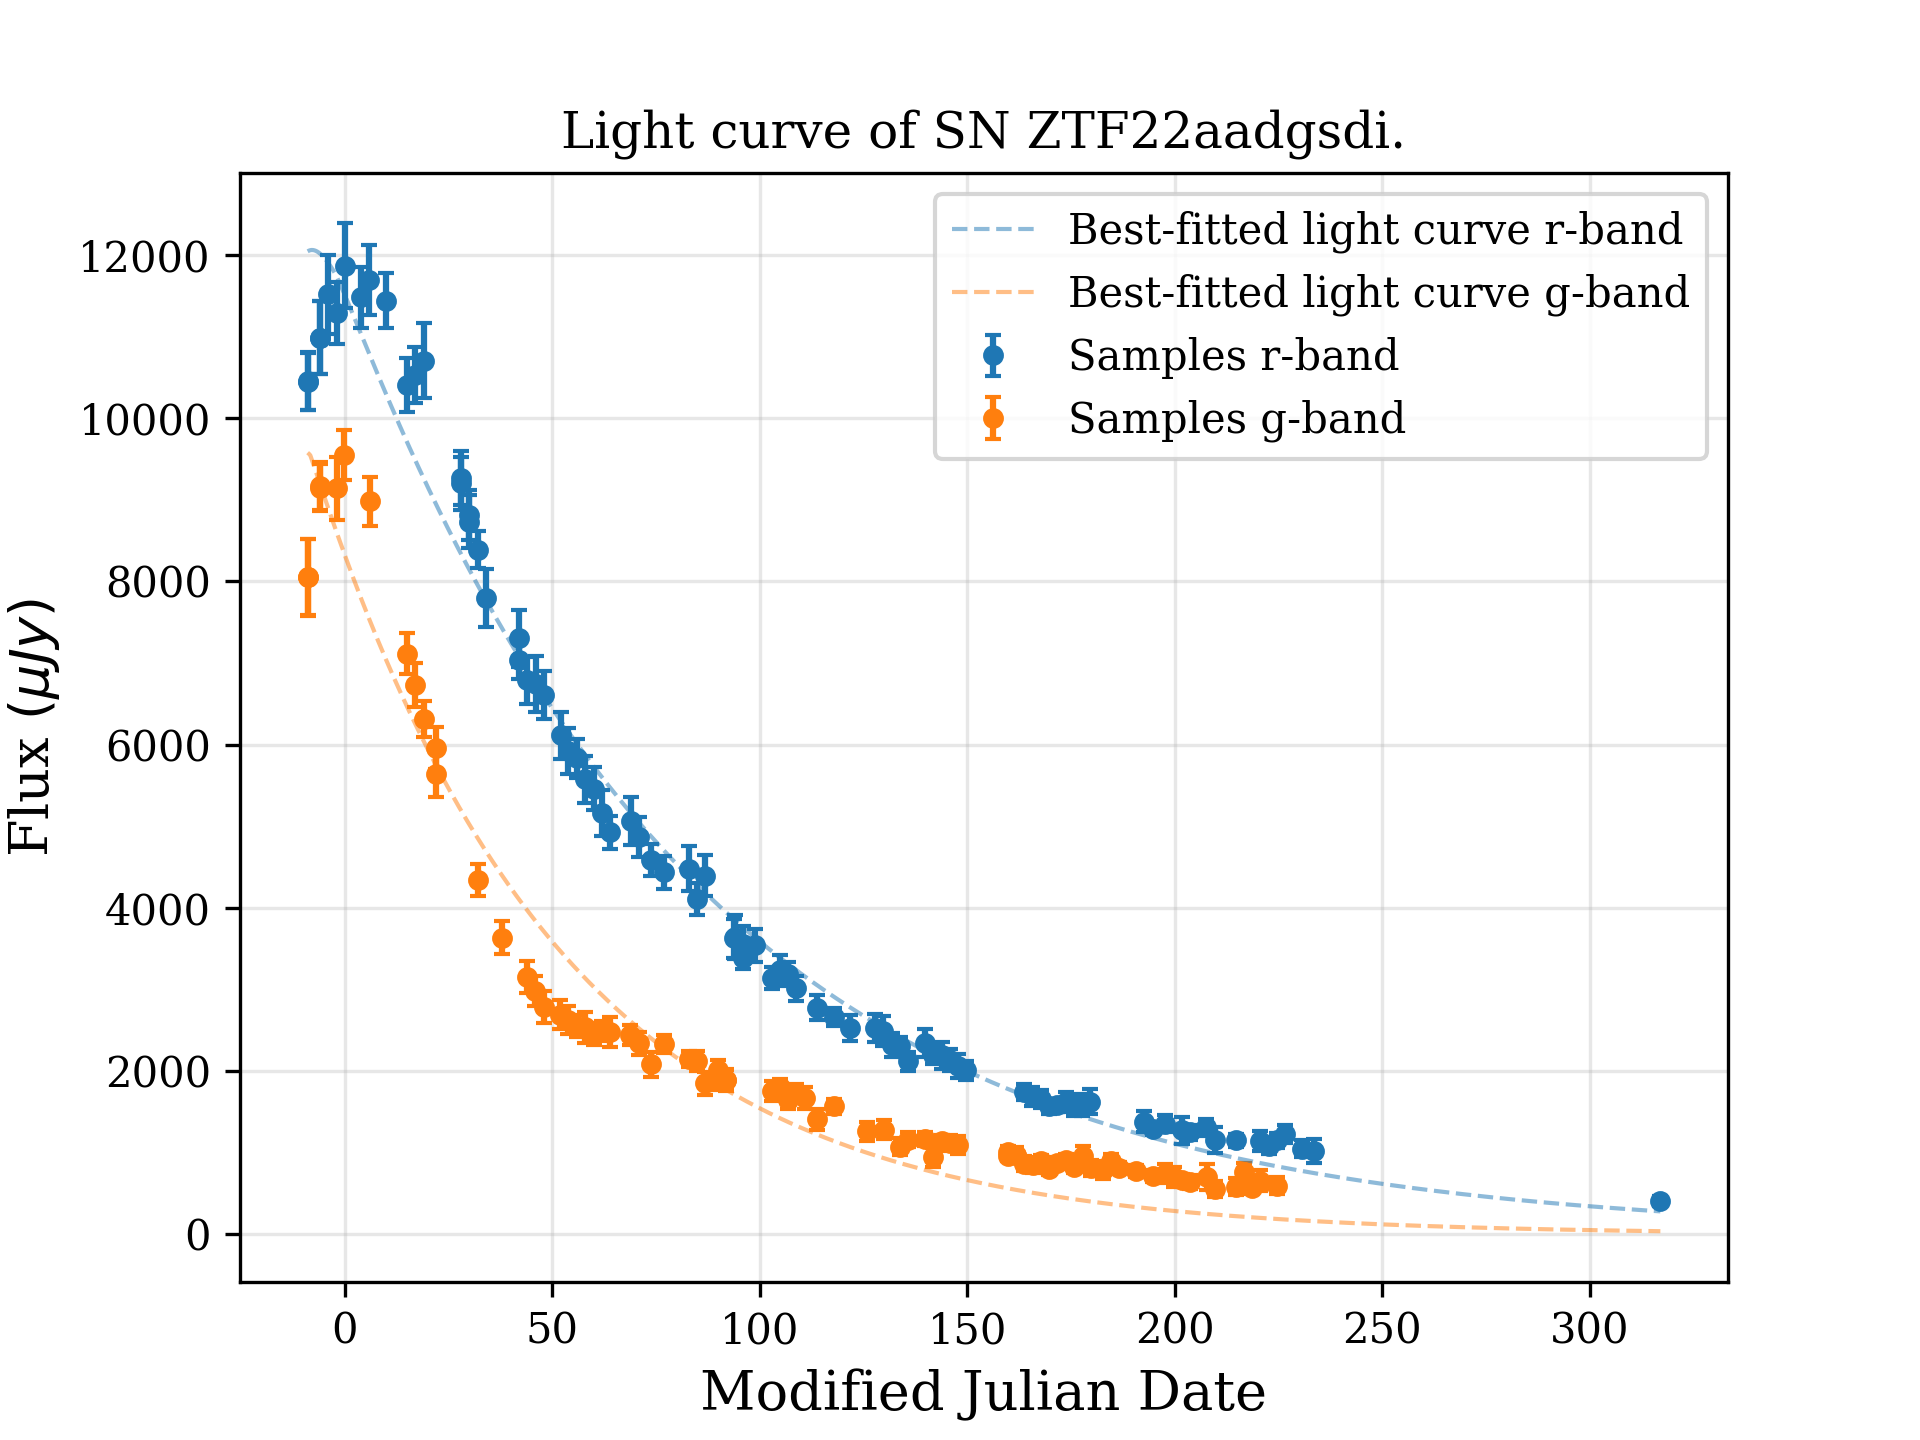 Light curve of SN ZTF22aadgsdi.
Best-fitted light curve r-band
Best-fitted light curve g-band
Samples r-band
Samples g-band
12000
10000
8000
6000
4000
2000
0
Flux (μJy)
0 50 100 150 200 250 300
Modified Julian Date